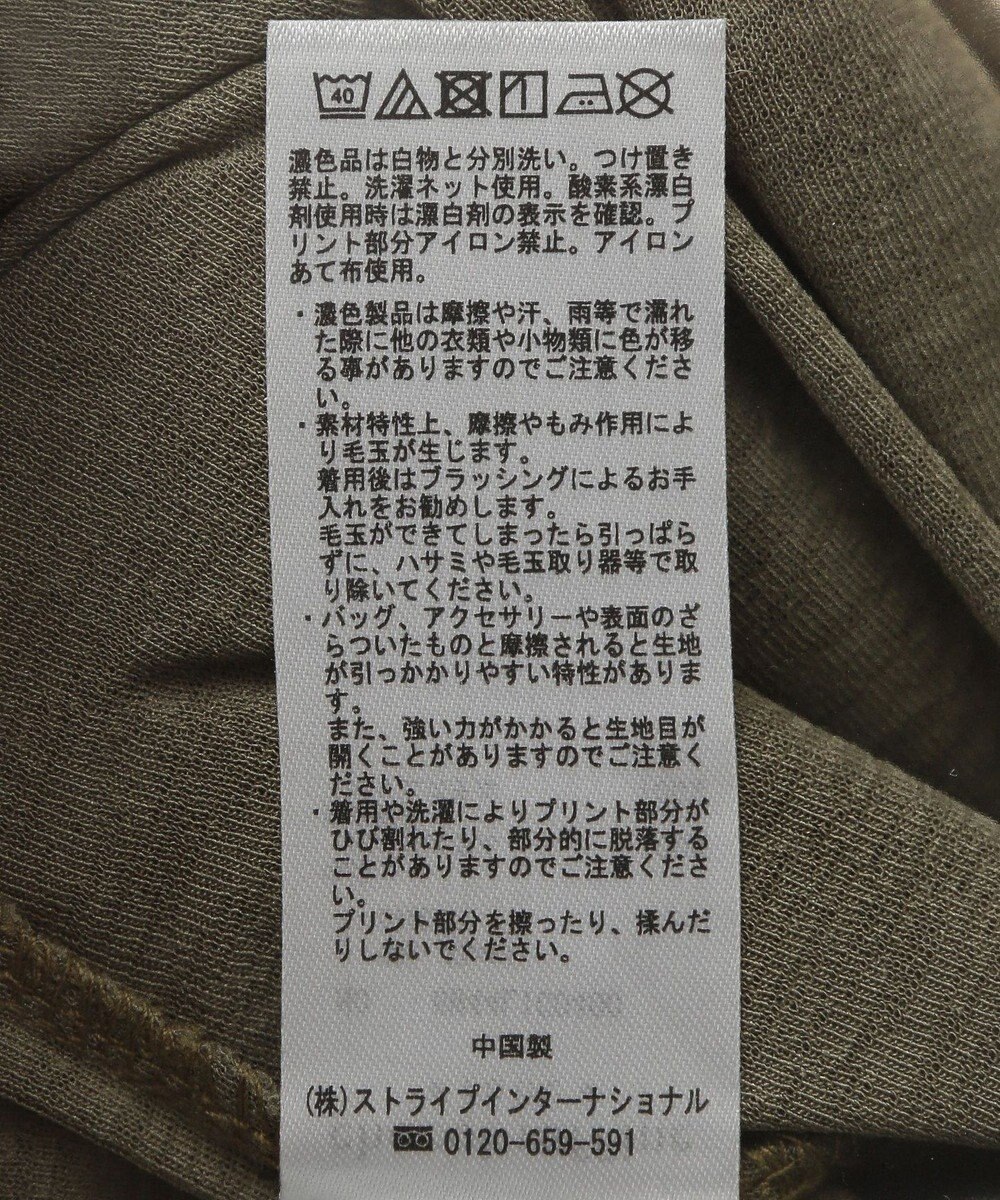 40
濃色品は白物と分別洗い。つけ置き
禁止。洗濯ネット使用。酸素系漂白
剤使用時は漂白剤の表示を確認。プ
リント部分アイロン禁止。アイロン
あて布使用。
・濃色製品は摩擦や汗、雨等で濡れ
た際に他の衣類や小物類に色が移
る事がありますのでご注意くださ
い。
・素材特性上、摩擦やもみ作用によ
り毛玉が生じます。
着用後はブラッシングによるお手
入れをお勧めします。
毛玉ができてしまったら引っぱら
ずに、ハサミや毛玉取り器等で取
り除いてください。
・バッグ、アクセサリーや表面のざ
らついたものと摩擦されると生地
が引っかかりやすい特性がありま
す。
また、強い力がかかると生地目が
開くことがありますのでご注意く
ださい。
・着用や洗濯によりプリント部分が
ひび割れたり、部分的に脱落する
ことがありますのでご注意くださ
い。
プリント部分を擦ったり、揉んだ
りしないでください。
中国製
(株)ストライプインターナショナル
0120-659-591